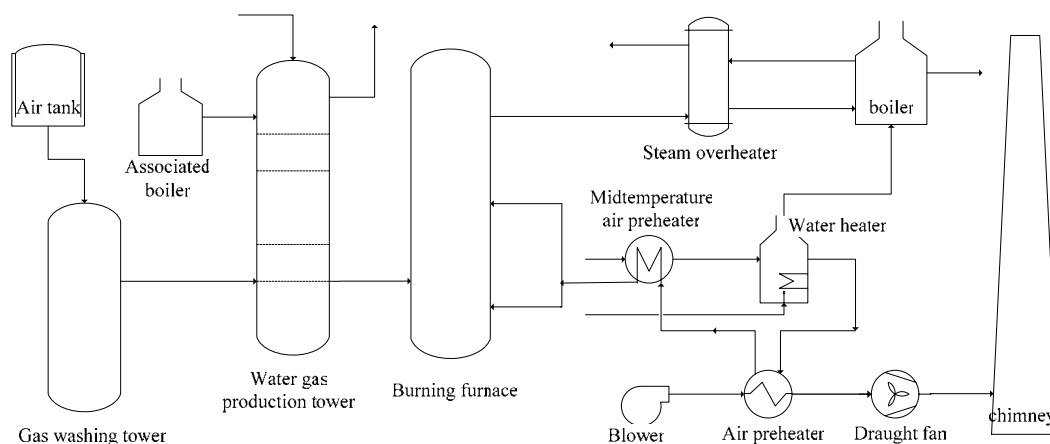 Air tank
Associated
boiler
Steam overheater
boiler
Midtemperature
air preheater
Water heater
Water gas
production tower
Burning furnace
Gas washing tower
Blower
Air preheater
Draught fan
chimney